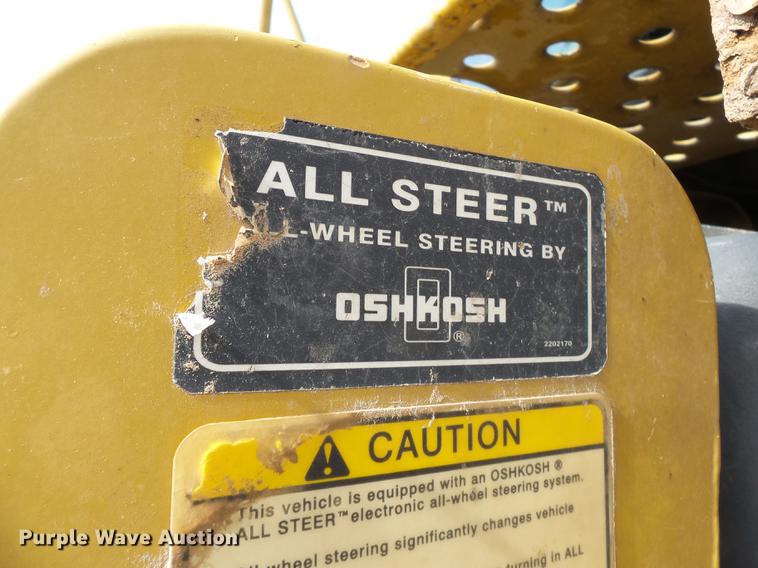 ALL STEER™
-WHEEL STEERING BY
OSHKOSH
®
2202170
CAUTION
This vehicle is equipped with an OSHKOSH ®
ALL STEER™ electronic all-wheel steering system.
wheel steering significantly changes vehicle
turning in ALL
Purple Wave Auction